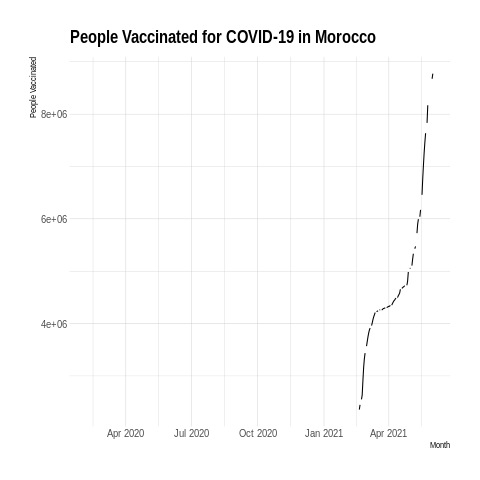 People Vaccinated for COVID-19 in Morocco
People Vaccinated
8e+06
6e+06
4e+06
Apr 2020 Jul 2020 Oct 2020 Jan 2021 Apr 2021
Month